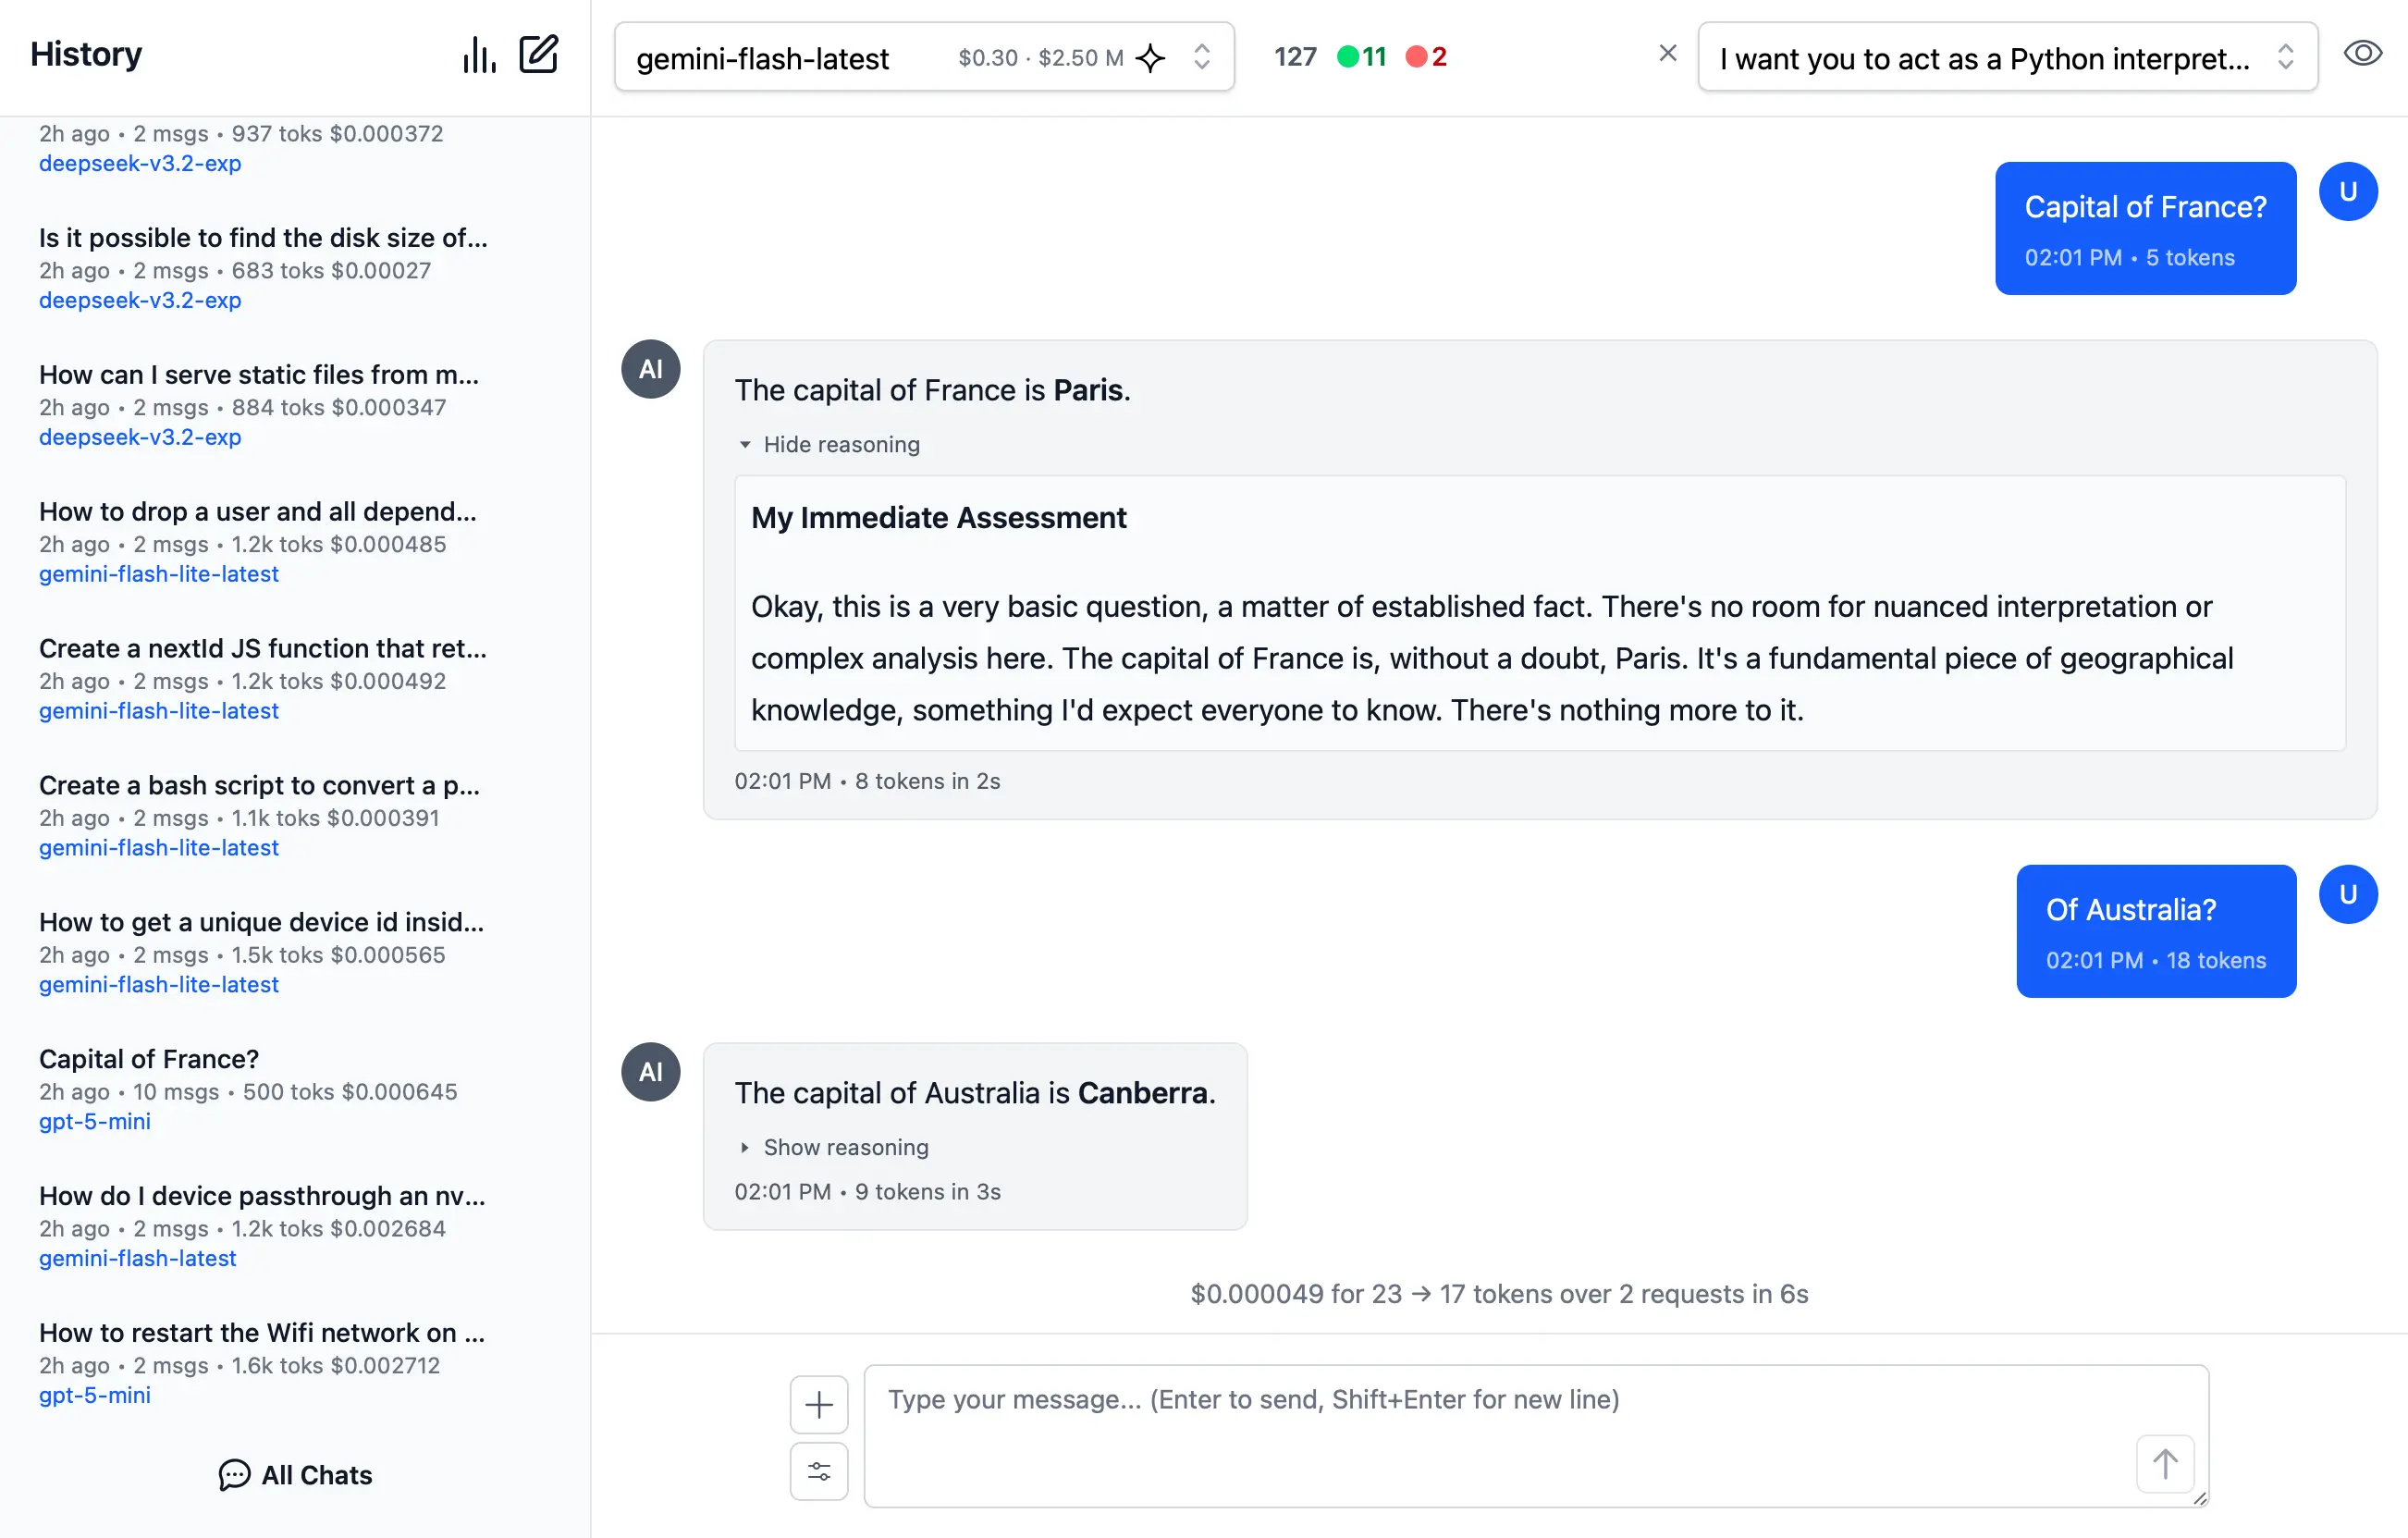 History
2h ago • 2 msgs • 937 toks $0.000372
deepseek-v3.2-exp
Is it possible to find the disk size of...
2h ago • 2 msgs • 683 toks $0.00027
deepseek-v3.2-exp
How can I serve static files from m...
2h ago • 2 msgs • 884 toks $0.000347
deepseek-v3.2-exp
How to drop a user and all depend...
2h ago • 2 msgs • 1.2k toks $0.000485
gemini-flash-lite-latest
Create a nextId JS function that ret...
2h ago • 2 msgs • 1.2k toks $0.000492
gemini-flash-lite-latest
Create a bash script to convert a p...
2h ago • 2 msgs • 1.1k toks $0.000391
gemini-flash-lite-latest
How to get a unique device id insid...
2h ago • 2 msgs • 1.5k toks $0.000565
gemini-flash-lite-latest
Capital of France?
2h ago • 10 msgs • 500 toks $0.000645
gpt-5-mini
How do I device passthrough an nv...
2h ago • 2 msgs • 1.2k toks $0.002684
gemini-flash-latest
How to restart the Wifi network on ...
2h ago • 2 msgs • 1.6k toks $0.002712
gpt-5-mini
All Chats
gemini-flash-latest $0.30 · $2.50 M 127 11 2 I want you to act as a Python interpret...
Capital of France?
02:01 PM • 5 tokens
U
AI
The capital of France is Paris.
Hide reasoning
My Immediate Assessment
Okay, this is a very basic question, a matter of established fact. There's no room for nuanced interpretation or
complex analysis here. The capital of France is, without a doubt, Paris. It's a fundamental piece of geographical
knowledge, something I'd expect everyone to know. There's nothing more to it.
02:01 PM • 8 tokens in 2s
Of Australia?
02:01 PM • 18 tokens
U
AI
The capital of Australia is Canberra.
Show reasoning
02:01 PM • 9 tokens in 3s
$0.000049 for 23 → 17 tokens over 2 requests in 6s
Type your message... (Enter to send, Shift+Enter for new line)